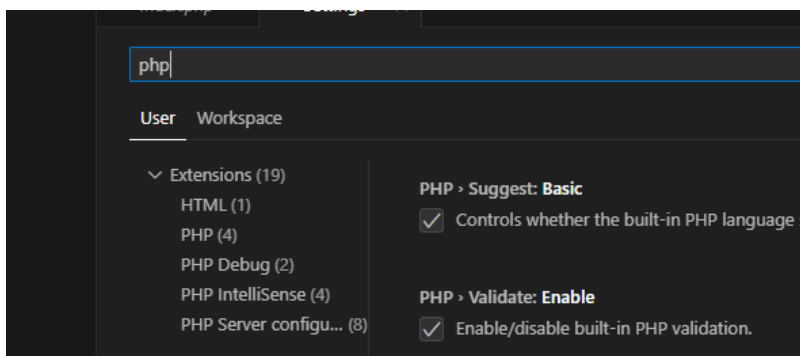 Settings
php
User Workspace
Extensions (19)
HTML (1)
PHP (4)
PHP Debug (2)
PHP IntelliSense (4)
PHP Server configu... (8)
PHP › Suggest: Basic
Controls whether the built-in PHP language
PHP › Validate: Enable
Enable/disable built-in PHP validation.